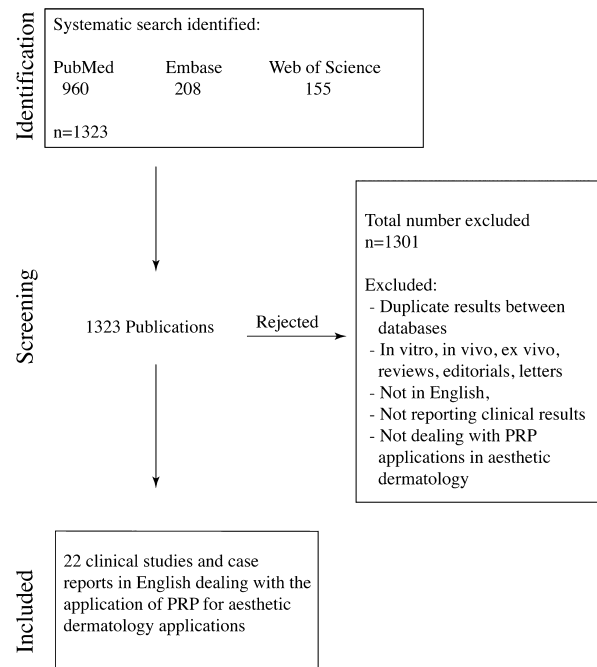 Identification
Systematic search identified:
PubMed Embase Web of Science
960 208 155
n=1323
Screening
1323 Publications
Rejected
Total number excluded
n=1301
Excluded:
- Duplicate results between
databases
- In vitro, in vivo, ex vivo,
reviews, editorials, letters
- Not in English,
- Not reporting clinical results
- Not dealing with PRP
applications in aesthetic
dermatology
Included
22 clinical studies and case
reports in English dealing with the
application of PRP for aesthetic
dermatology applications